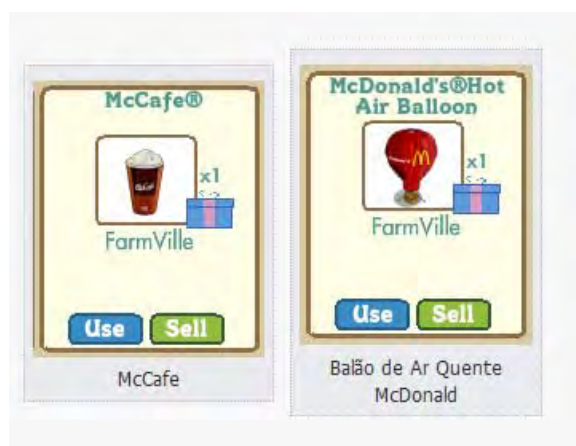 McCafe®
x1
FarmVille
Use Sell
McCafe
McDonald's®Hot
Air Balloon
x1
FarmVille
Use Sell
Balão de Ar Quente
McDonald